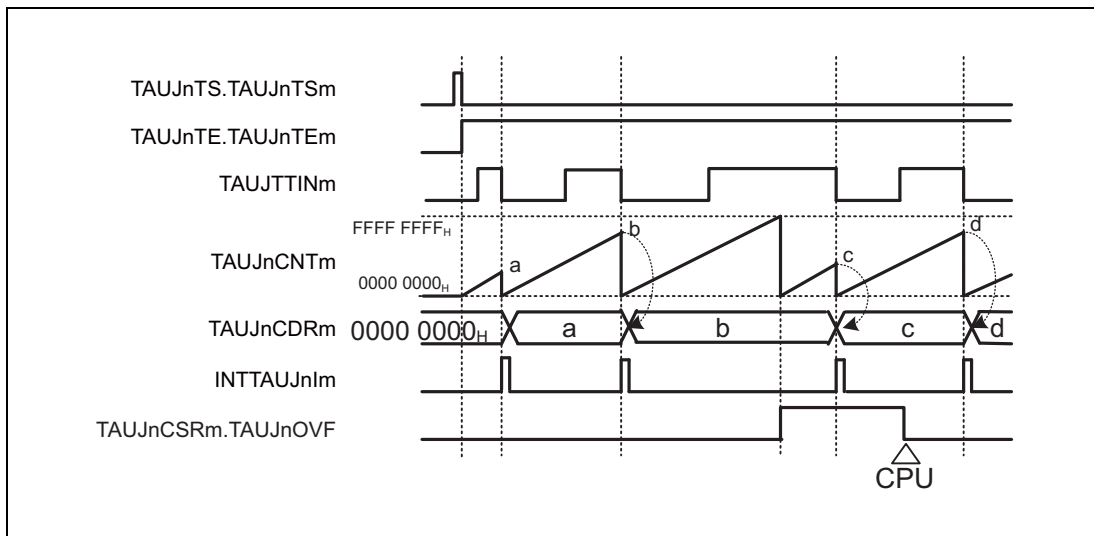 TAUJnTS.TAUJnTSm
TAUJnTE.TAUJnTEm
TAUJTTINm
FFFF FFFFH
TAUJnCNTm
0000 0000H
a
b
c
d
TAUJnCDRm 0000 0000H a b c d
INTTAUJnIm
TAUJnCSRm.TAUJnOVF
CPU